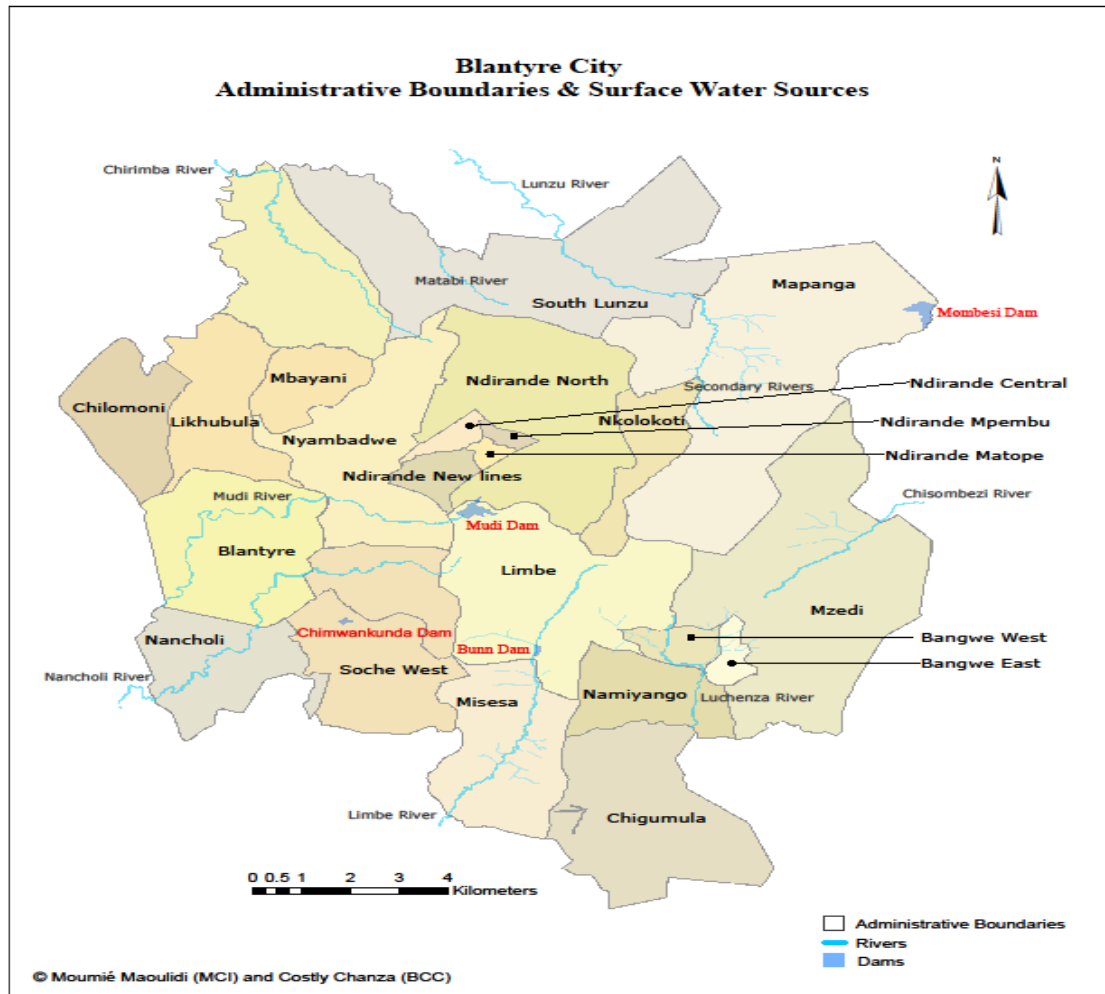 Blantyre City
Administrative Boundaries & Surface Water Sources
Chirimba River
Lunzu River
N
Matabi River
South Lunzu
Mapanga
Mombesi Dam
Mbayani
Ndirande North
Secondary Rivers
Ndirande Central
Chilomoni
Likhubula
Nyambadwe
Nkolokoti
Ndirande Mpembu
Ndirande New lines
Ndirande Matope
Mudi River
Mudi Dam
Chisombezi River
Blantyre
Limbe
Mzedi
Nancholi
Chimwankunda Dam
Bunn Dam
Bangwe West
Bangwe East
Nancholi River
Soche West
Misesa
Namiyango
Luchenza River
Limbe River
Chigumula
0 0.5 1 2 3 4
Kilometers
Administrative Boundaries
Rivers
Dams
© Moumié Maoulidi (MCI) and Costly Chanza (BCC)